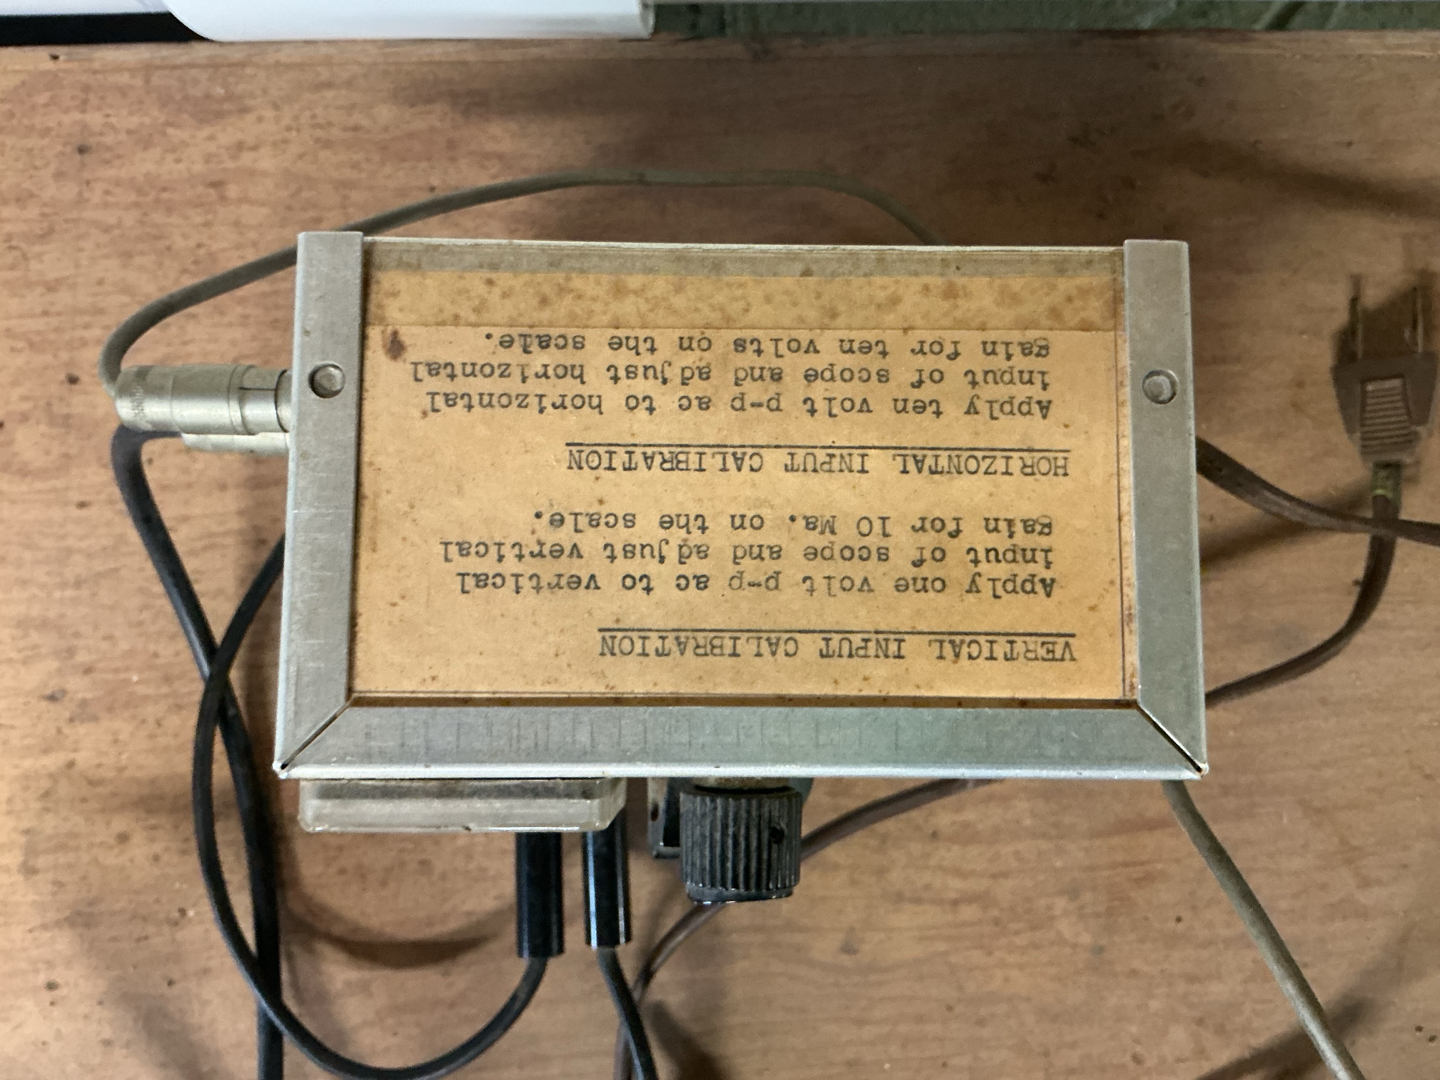 VERTICAL INPUT CALIBRATION
Apply one volt p-p ac to vertical
input of scope and adjust vertical
gain for 10 Ma. on the scale.
HORIZONTAL INPUT CALIBRATION
Apply ten volt p-p ac to horizontal
input of scope and adjust horizontal
gain for ten volts on the scale.